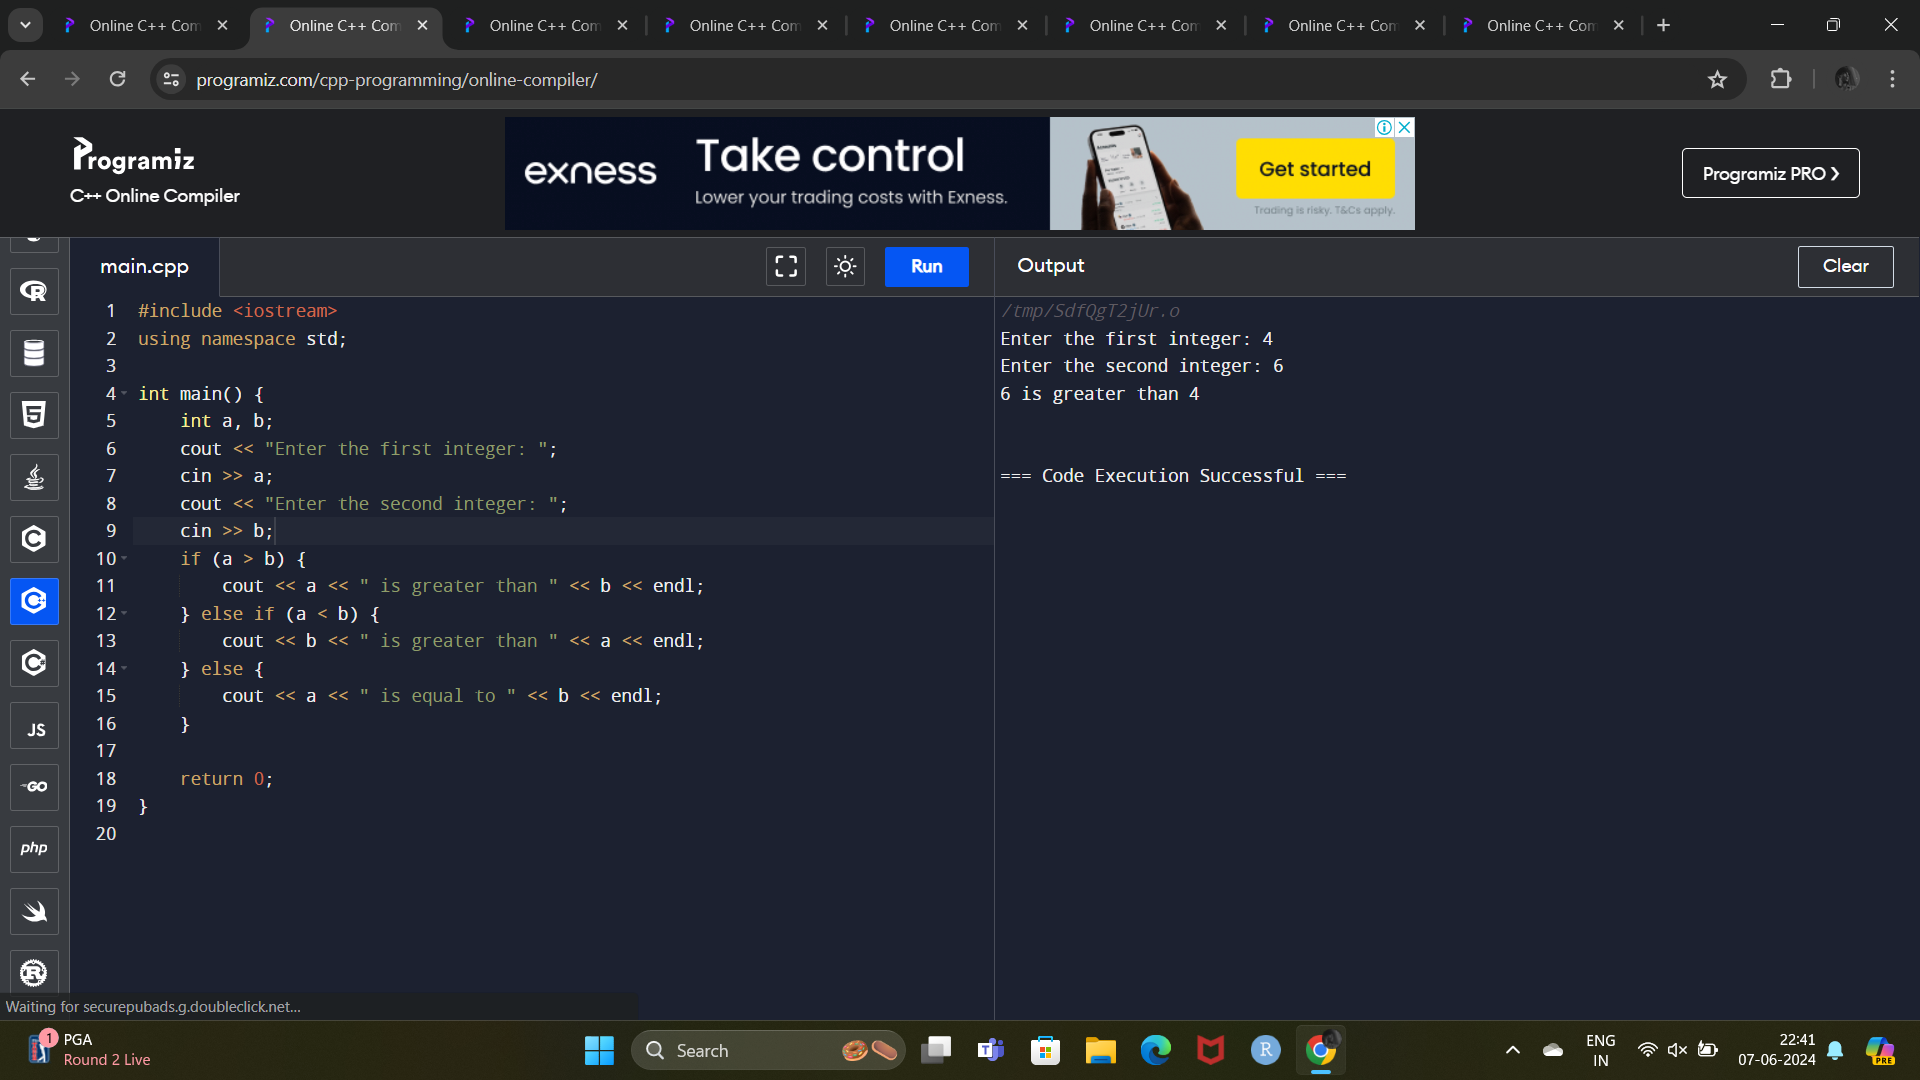 Online C++ Com
Online C++ Com
Online C++ Com
Online C++ Com
Online C++ Com
Online C++ Com
Online C++ Com
Online C++ Com
programiz.com/cpp-programming/online-compiler/
Programiz
C++ Online Compiler
exness
Take control
Lower your trading costs with Exness.
Get started
Trading is risky. T&Cs apply.
Programiz PRO
main.cpp
Run
Output
Clear
1 #include <iostream>
2 using namespace std;
3
4 int main() {
5     int a, b;
6     cout << "Enter the first integer: ";
7     cin >> a;
8     cout << "Enter the second integer: ";
9     cin >> b;
10     if (a > b) {
11         cout << a << " is greater than " << b << endl;
12     } else if (a < b) {
13         cout << b << " is greater than " << a << endl;
14     } else {
15         cout << a << " is equal to " << b << endl;
16     }
17
18     return 0;
19 }
20
/tmp/SdfQgT2jUr.o
Enter the first integer: 4
Enter the second integer: 6
6 is greater than 4
=== Code Execution Successful ===
R
5
C
C
C
JS
GO
php
R
Waiting for securepubads.g.doubleclick.net...
1
PGA
Round 2 Live
Search
R
ENG
IN
22:41
07-06-2024
PRE